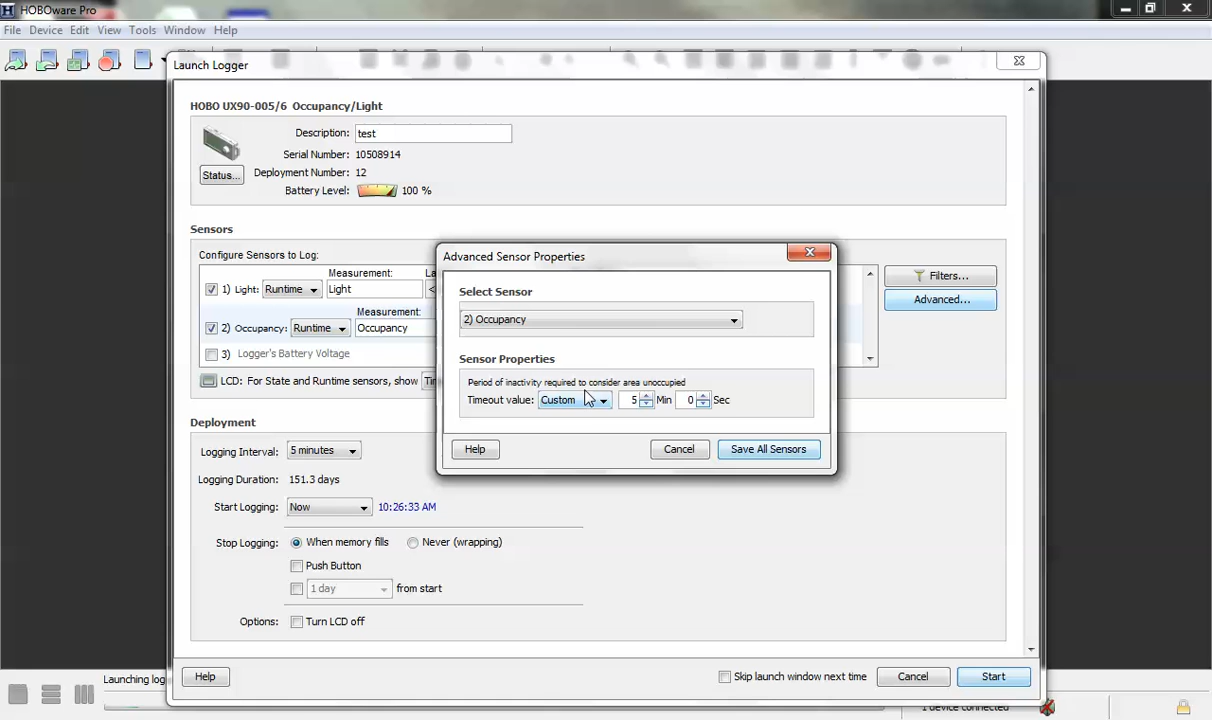 HOBOware Pro
File Device Edit View Tools Window Help
Launch Logger
HOBO UX90-005/6 Occupancy/Light
Description: test
Serial Number: 10508914
Status... Deployment Number: 12
Battery Level: 100 %
Sensors
Configure Sensors to Log:
Measurement:
1) Light: Runtime Light
Measurement:
2) Occupancy: Runtime Occupancy
3) Logger's Battery Voltage
LCD: For State and Runtime sensors, show
Filters...
Advanced...
Advanced Sensor Properties
Select Sensor
2) Occupancy
Sensor Properties
Period of inactivity required to consider area unoccupied
Timeout value: Custom 5 Min 0 Sec
Help Cancel Save All Sensors
Deployment
Logging Interval: 5 minutes
Logging Duration: 151.3 days
Start Logging: Now 10:26:33 AM
Stop Logging: When memory fills Never (wrapping)
Push Button
1 day from start
Options: Turn LCD off
Help Skip launch window next time Cancel Start
Launching log
1 device connected